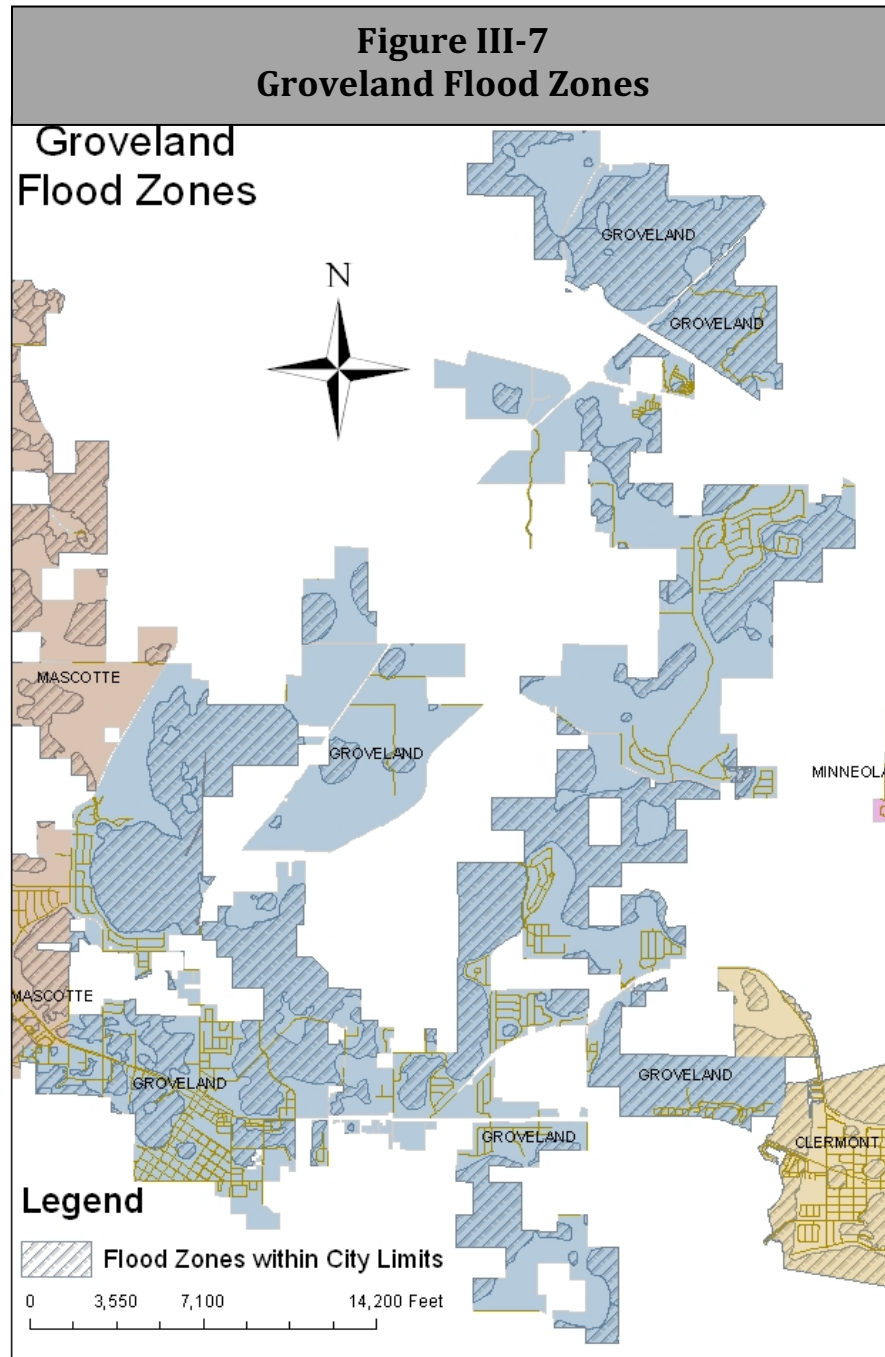 Figure III-7
Groveland Flood Zones
Groveland
Flood Zones
N
GROVELAND
GROVELAND
MASCOTTE
GROVELAND
MINNEOLA
MASCOTTE
GROVELAND
GROVELAND
GROVELAND
CLERMONT
Legend
Flood Zones within City Limits
0 3,550 7,100 14,200 Feet